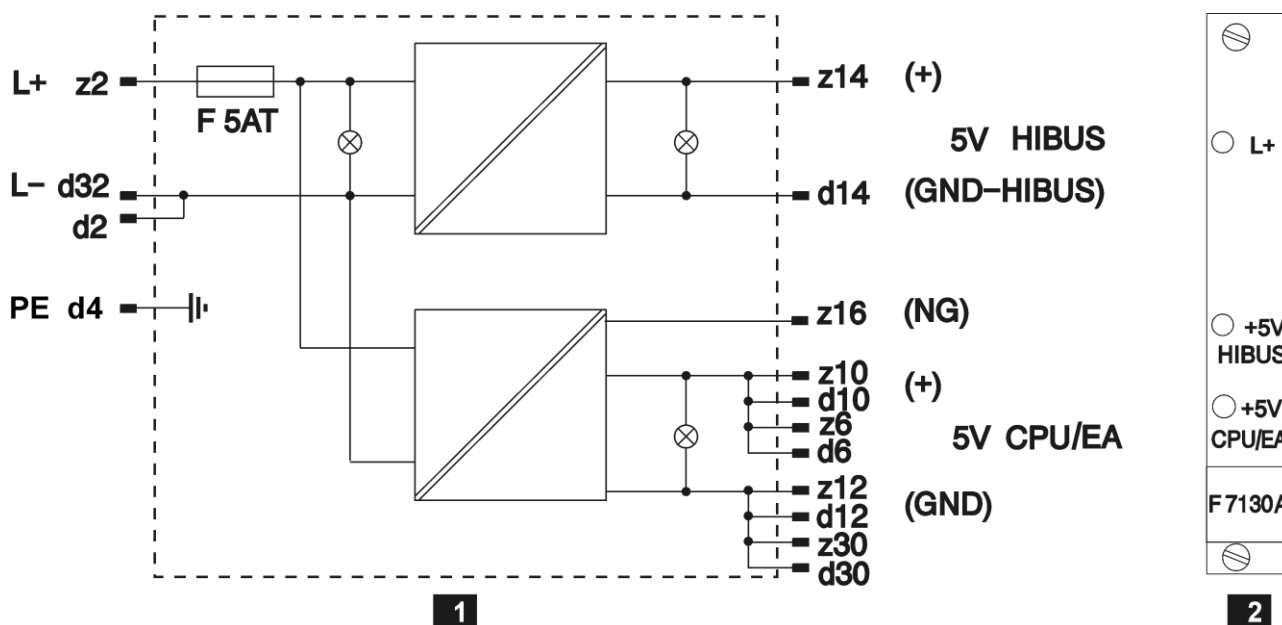 L+ z2
F 5AT
L− d32
d2
PE d4
z14 (+)
5V HIBUS
d14 (GND−HIBUS)
z16 (NG)
z10
d10
(+)
z6
d6
5V CPU/EA
z12
d12
(GND)
z30
d30
1
L+
+5V
HIBUS
+5V
CPU/EA
F 7130A
2